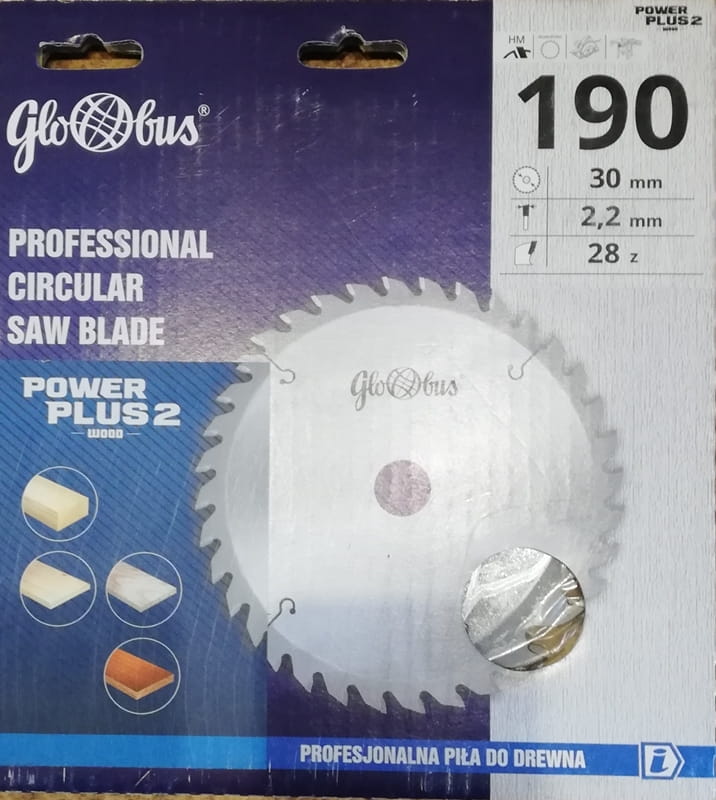 POWER
PLUS 2
WOOD
HM
190
30 mm
2,2 mm
28 z
Globus®
PROFESSIONAL
CIRCULAR
SAW BLADE
POWER
PLUS 2
WOOD
Globus
PROFESJONALNA PIŁA DO DREWNA
i